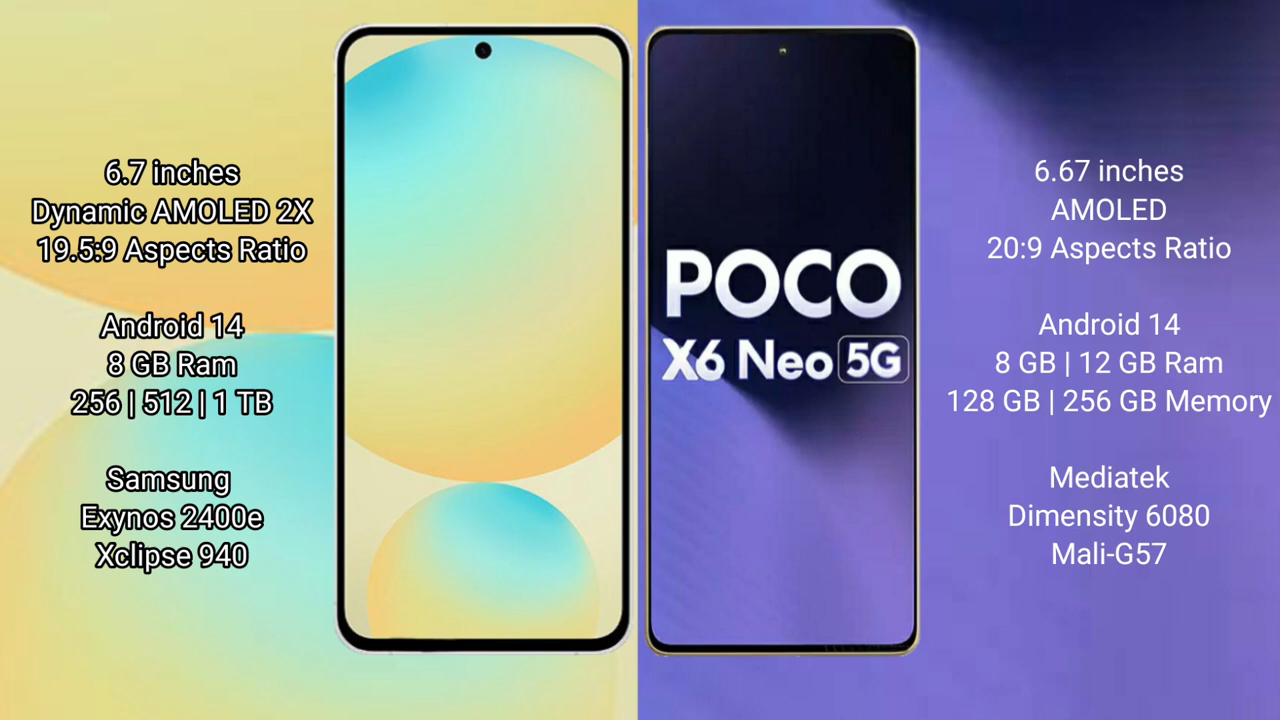 6.7 inches
Dynamic AMOLED 2X
19.5:9 Aspects Ratio
Android 14
8 GB Ram
256 | 512 | 1 TB
Samsung
Exynos 2400e
Xclipse 940
POCO
X6 Neo 5G
6.67 inches
AMOLED
20:9 Aspects Ratio
Android 14
8 GB | 12 GB Ram
128 GB | 256 GB Memory
Mediatek
Dimensity 6080
Mali-G57